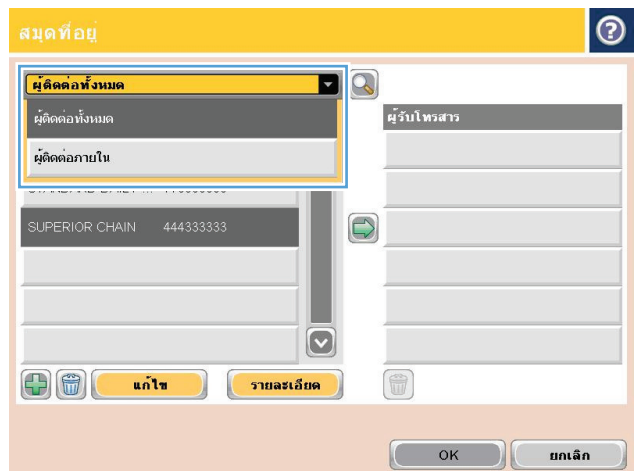 สมุดที่อยู่
ผู้ติดต่อทั้งหมด
ผู้ติดต่อทั้งหมด
ผู้ติดต่อภายใน
ผู้รับโทรสาร
SUPERIOR CHAIN 444333333
แก้ไข
รายละเอียด
OK
ยกเลิก